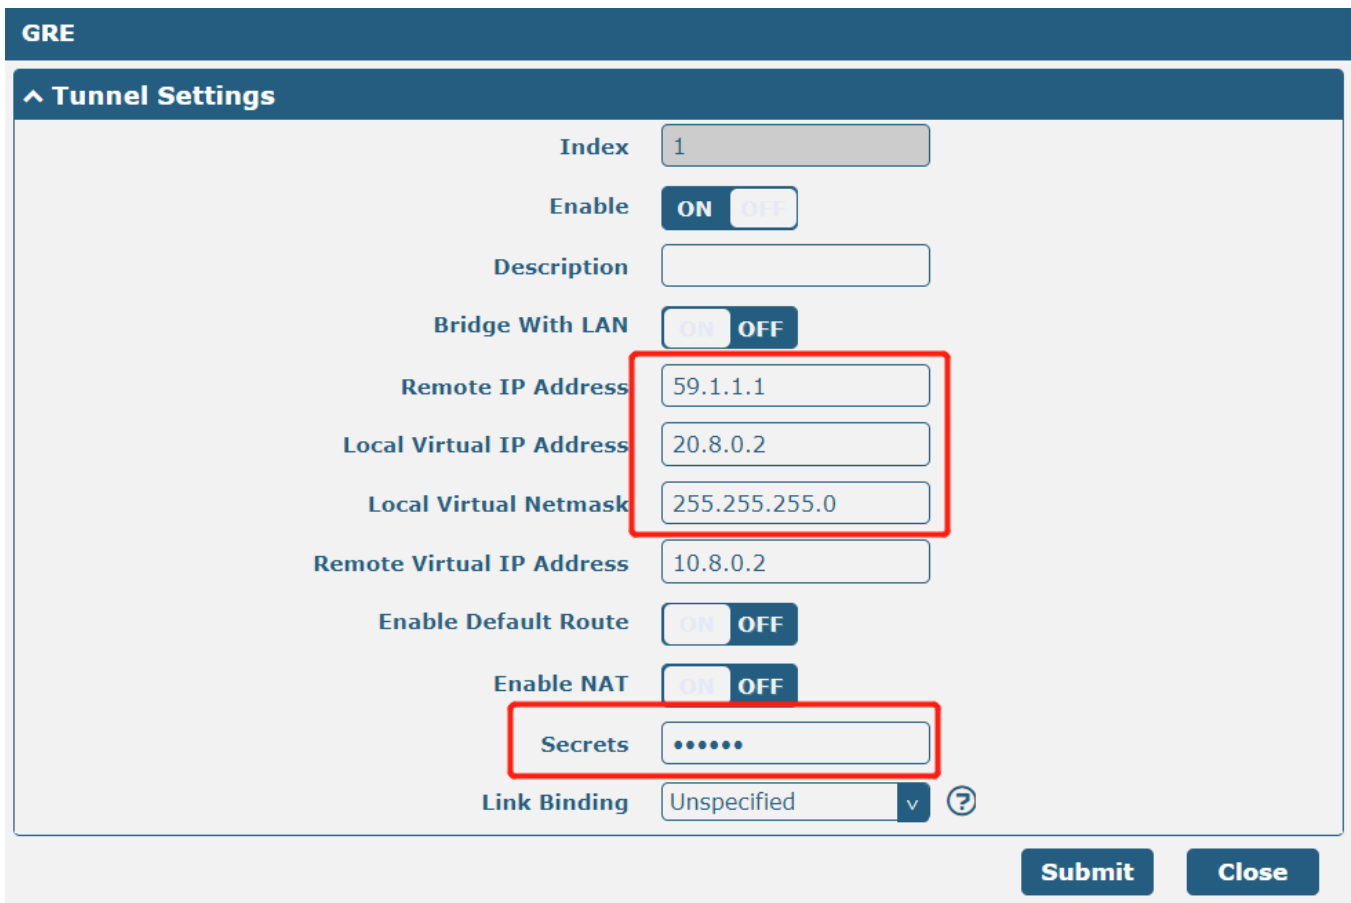 GRE
Tunnel Settings
Index 1
Enable ON OFF
Description
Bridge With LAN ON OFF
Remote IP Address 59.1.1.1
Local Virtual IP Address 20.8.0.2
Local Virtual Netmask 255.255.255.0
Remote Virtual IP Address 10.8.0.2
Enable Default Route ON OFF
Enable NAT ON OFF
Secrets ••••••
Link Binding Unspecified v ?
Submit Close